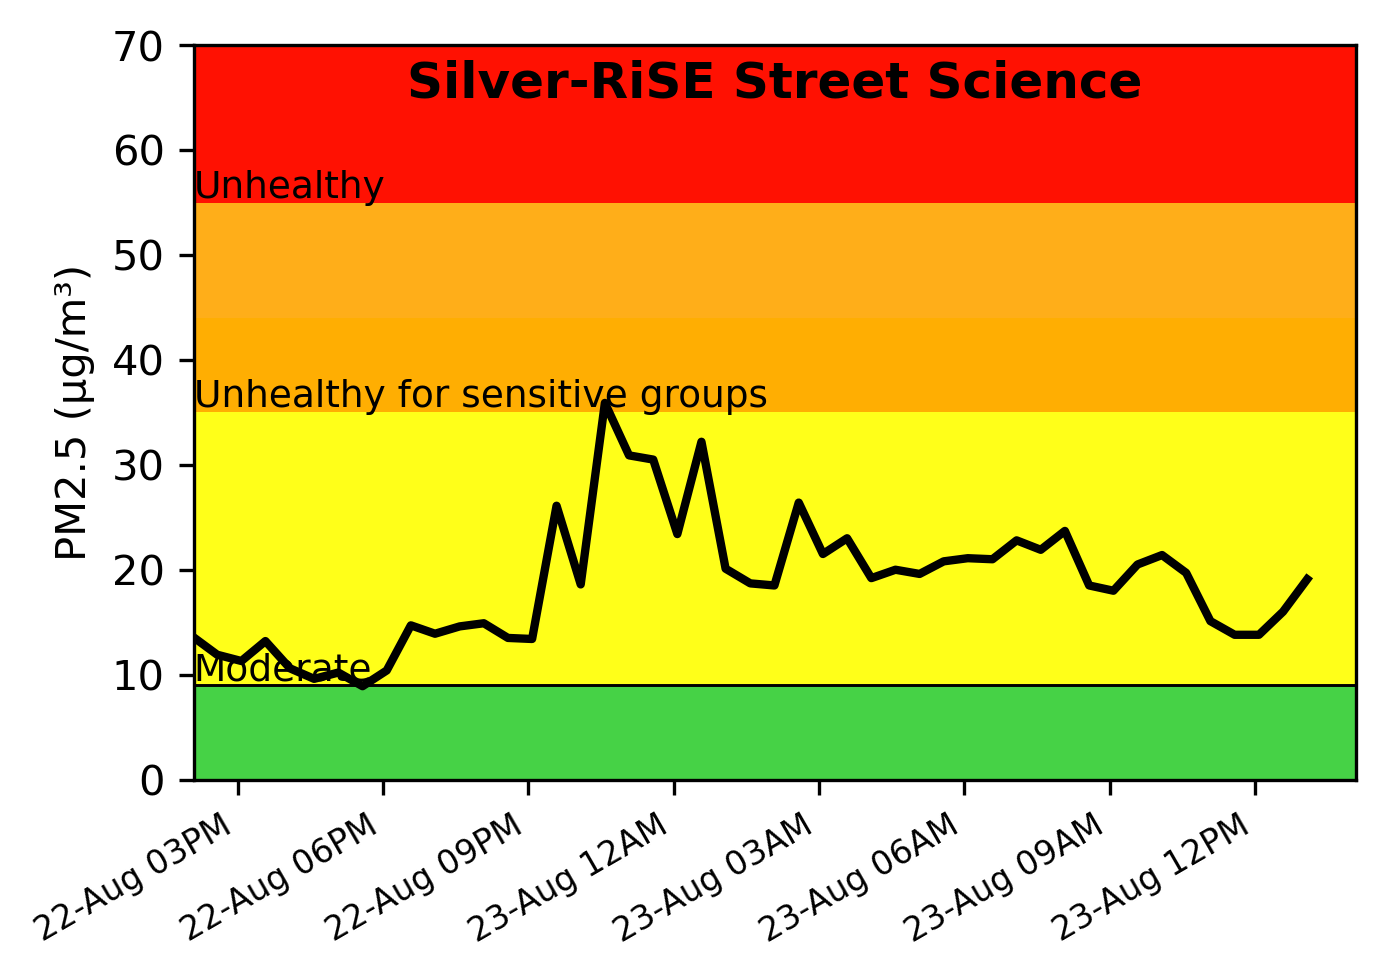 Silver-RiSE Street Science
PM2.5 (µg/m³)
70
60
50
40
30
20
10
0
Unhealthy
Unhealthy for sensitive groups
Moderate
22-Aug 03PM
22-Aug 06PM
22-Aug 09PM
23-Aug 12AM
23-Aug 03AM
23-Aug 06AM
23-Aug 09AM
23-Aug 12PM